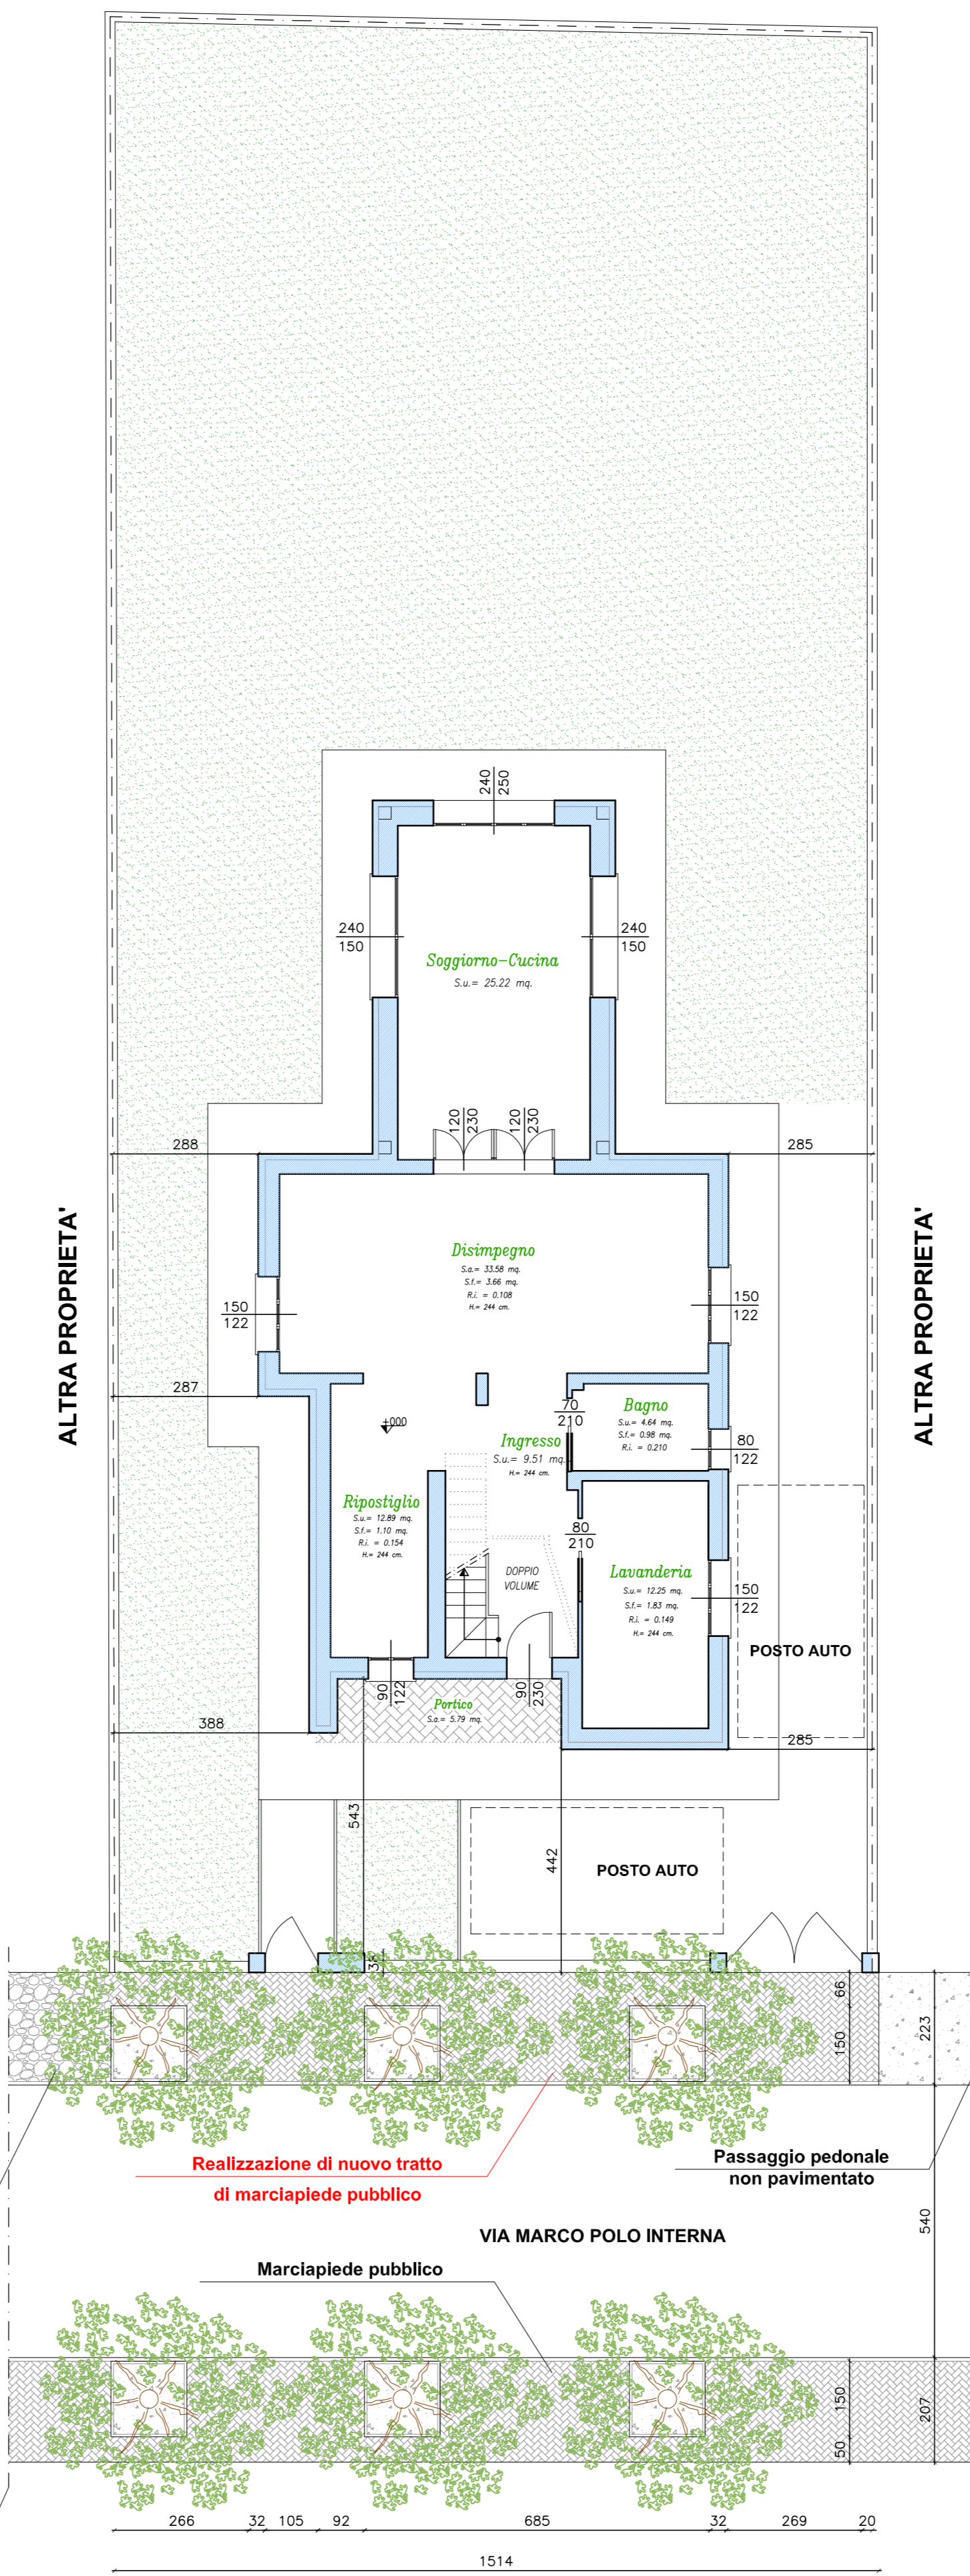 240
250
240
150
240
150
Soggiorno-Cucina
S.u.= 25.22 mq.
120
230
120
230
288
285
ALTRA PROPRIETA'
ALTRA PROPRIETA'
Disimpegno
S.a.= 33.58 mq.
S.f.= 3.66 mq.
R.i. = 0.108
H.= 244 cm.
150
122
150
122
287
+000
70
210
Bagno
S.u.= 4.64 mq.
S.f.= 0.98 mq.
R.i. = 0.210
80
122
Ingresso
S.u.= 9.51 mq.
H.= 244 cm.
Ripostiglio
S.u.= 12.89 mq.
S.f.= 1.10 mq.
R.i. = 0.154
H.= 244 cm.
80
210
DOPPIO
VOLUME
Lavanderia
S.u.= 12.25 mq.
S.f.= 1.83 mq.
R.i. = 0.149
H.= 244 cm.
150
122
POSTO AUTO
90
122
90
230
Portico
S.a.= 5.79 mq.
388
285
543
442
POSTO AUTO
38
66
150
223
Realizzazione di nuovo tratto
di marciapiede pubblico
Passaggio pedonale
non pavimentato
540
VIA MARCO POLO INTERNA
Marciapiede pubblico
150
50
207
266
32
105
92
685
32
269
20
1514